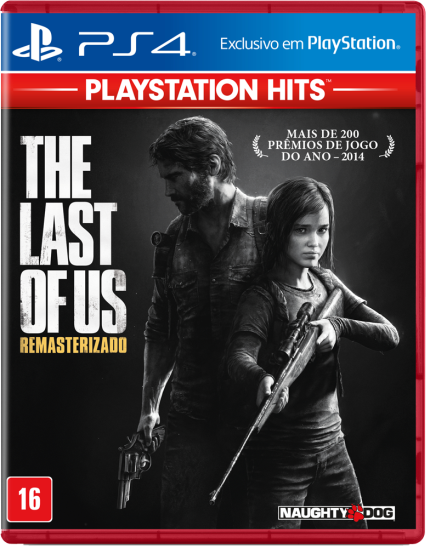 PS4
Exclusivo em PlayStation®
PLAYSTATION HITS™
MAIS DE 200
PRÊMIOS DE JOGO
DO ANO – 2014
THE
LAST
OF US
REMASTERIZADO
16
NAUGHTY DOG